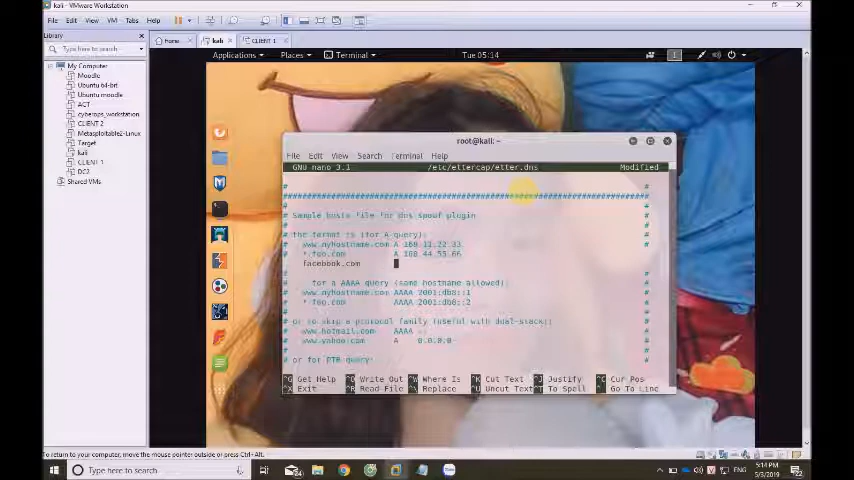 kali - VMware Workstation
File Edit View VM Tabs Help
Library
Type here to search
My Computer
Moodle
Ubuntu 64-bit
Ubuntu moodle
ACT
cyberops_workstation
CLIENT 2
Metasploitable2-Linux
Target
kali
CLIENT 1
DC2
Shared VMs
Home kali CLIENT 1
Applications Places Terminal Tue 05:14 1
root@kali: ~
File Edit View Search Terminal Help
GNU nano 3.1 /etc/ettercap/etter.dns Modified
# #
############################################################################
# #
# Sample hosts file for dns_spoof plugin #
# #
# the format is (for A query): #
# www.myhostname.com A 168.11.22.33 #
# *.foo.com A 168.44.55.66 #
facebook.com
# #
# for a AAAA query (same hostname allowed): #
# www.myhostname.com AAAA 2001:db8::1 #
# *.foo.com AAAA 2001:db8::2 #
# #
# or to skip a protocol family (useful with dual-stack): #
# www.hotmail.com AAAA :: #
# www.yahoo.com A 0.0.0.0 #
# #
# or for PTR query: #
^G Get Help ^O Write Out ^W Where Is ^K Cut Text ^J Justify ^C Cur Pos
^X Exit ^R Read File ^\ Replace ^U Uncut Text ^T To Spell ^_ Go To Line
To return to your computer, move the mouse pointer outside or press Ctrl+Alt.
Type here to search
24
ENG
5:14 PM
5/3/2019
22